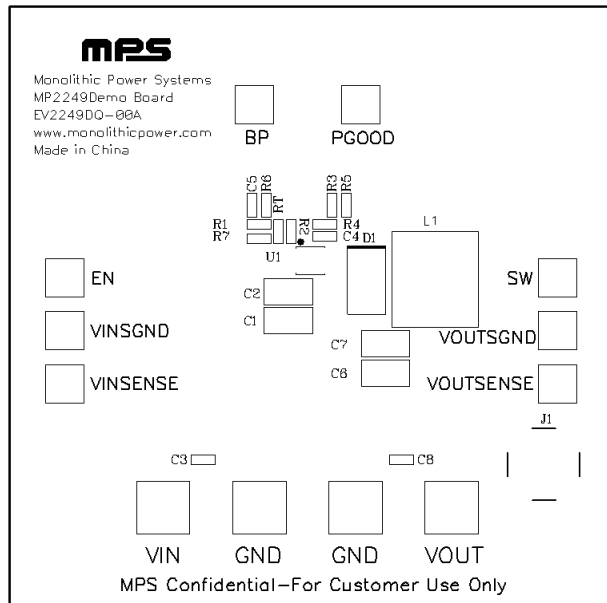 MPS
Monolithic Power Systems
MP2249Demo Board
EV2249DQ-00A
www.monolithicpower.com
Made in China
BP
PGOOD
C5
R6
RT
R3
R5
R1
R7
R2
R4
C4
D1
L1
U1
EN
C2
SW
VINSGND
C1
C7
VOUTSGND
VINSENSE
C6
VOUTSENSE
J1
C3
C8
VIN
GND
GND
VOUT
MPS Confidential-For Customer Use Only